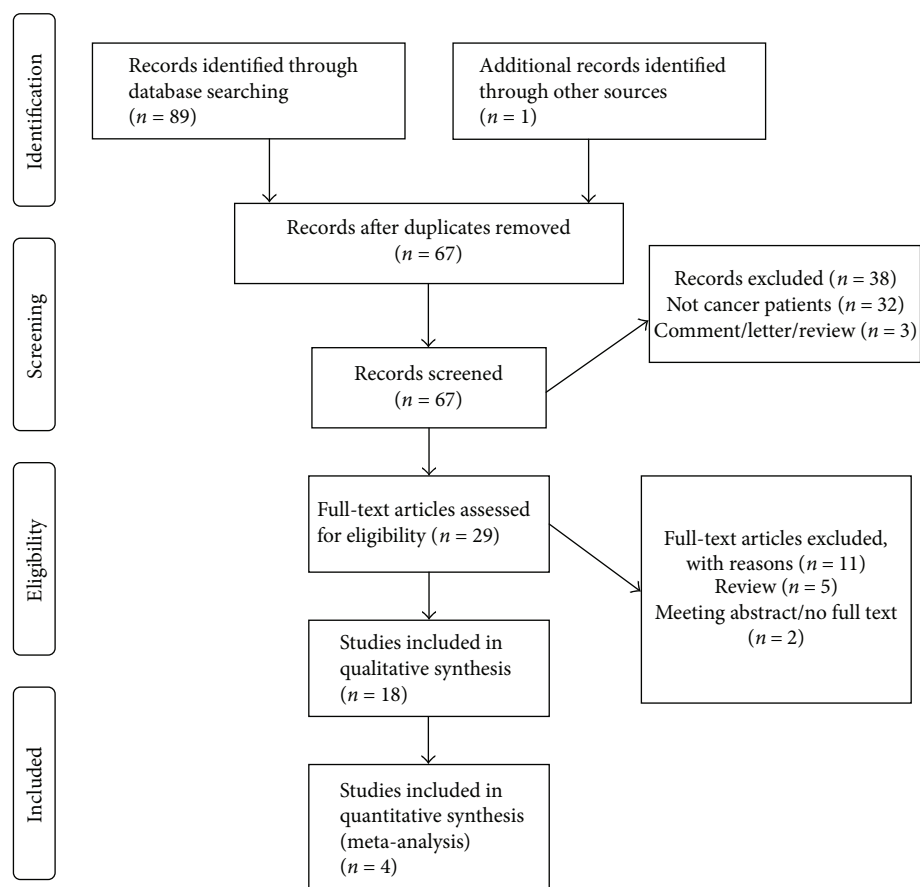 Identification
Records identified through
database searching
(n = 89)
Additional records identified
through other sources
(n = 1)
Records after duplicates removed
(n = 67)
Screening
Records excluded (n = 38)
Not cancer patients (n = 32)
Comment/letter/review (n = 3)
Records screened
(n = 67)
Eligibility
Full-text articles assessed
for eligibility (n = 29)
Full-text articles excluded,
with reasons (n = 11)
Review (n = 5)
Meeting abstract/no full text
(n = 2)
Studies included in
qualitative synthesis
(n = 18)
Included
Studies included in
quantitative synthesis
(meta-analysis)
(n = 4)